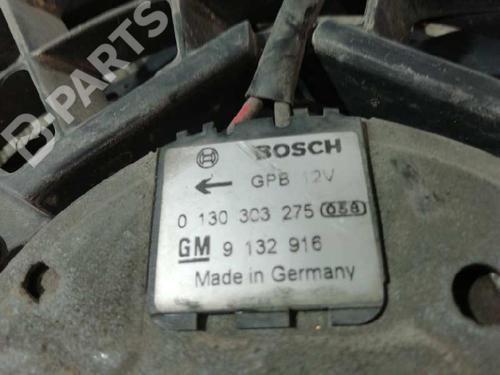 B-PARTS
BOSCH
← GPB 12V
0 130 303 275 054
GM 9 132 916
Made in Germany